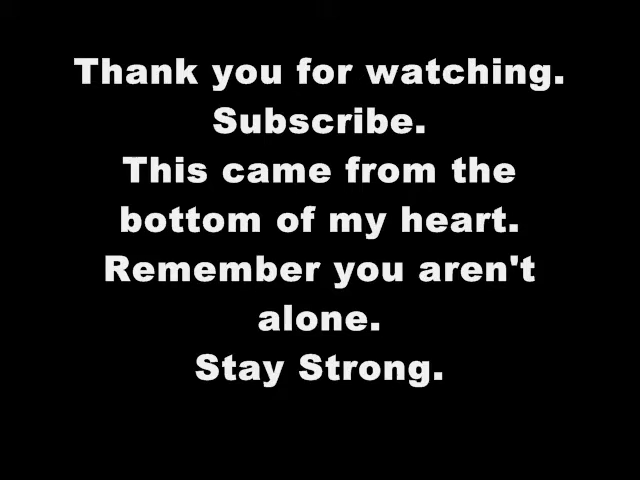 Thank you for watching.
Subscribe.
This came from the
bottom of my heart.
Remember you aren't
alone.
Stay Strong.